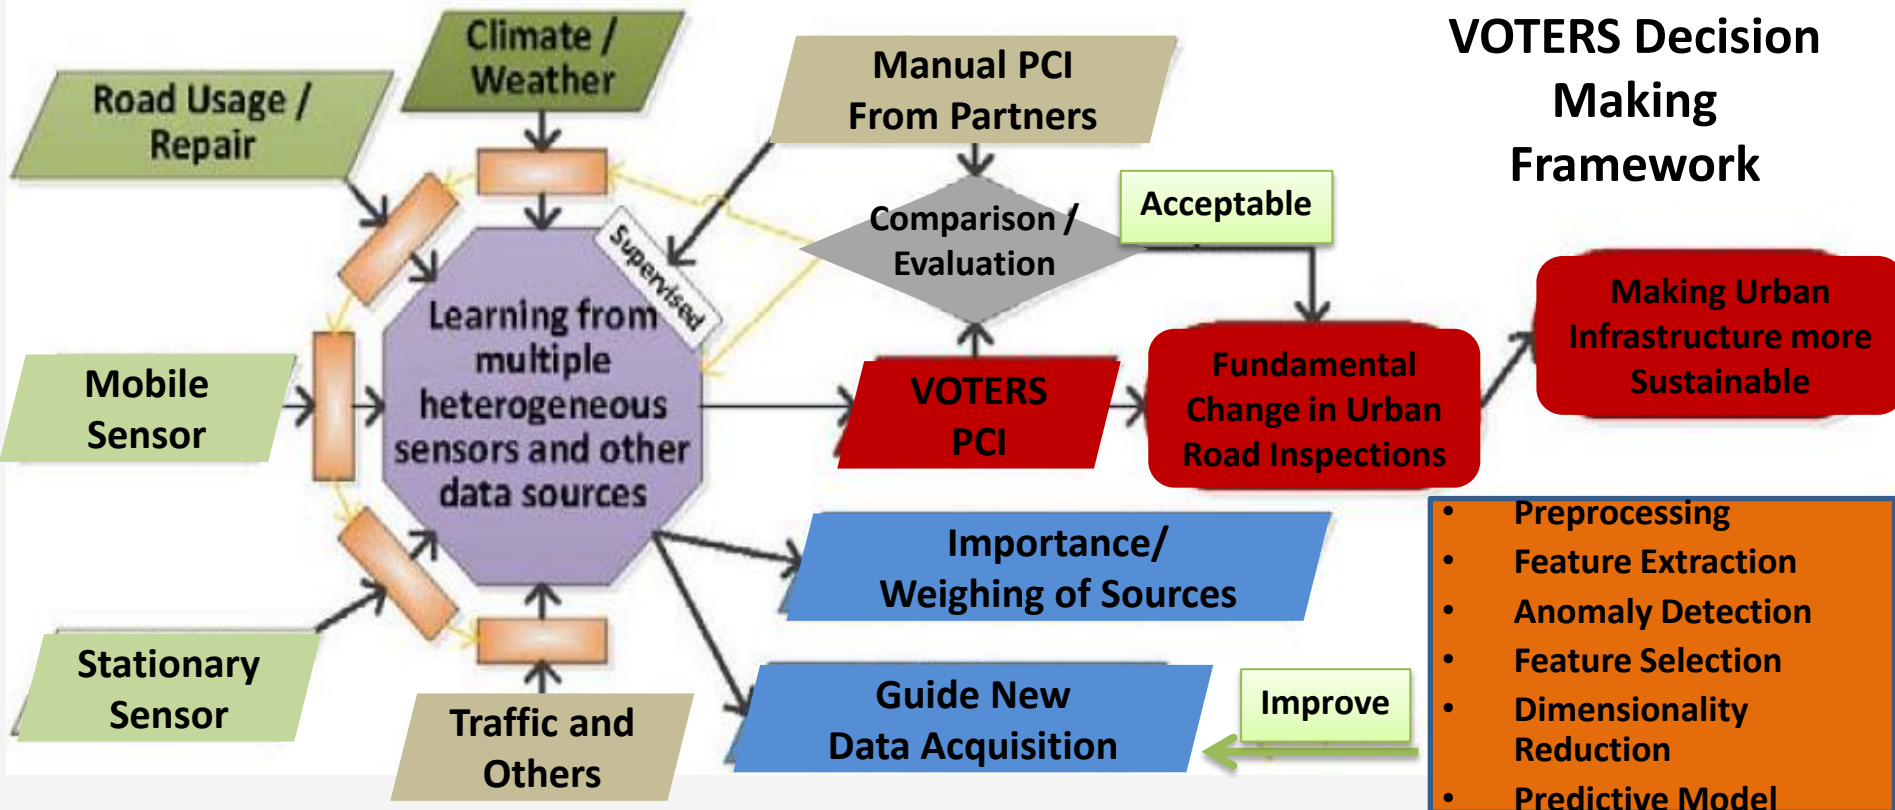 VOTERS Decision
Making
Framework
Climate /
Weather
Road Usage /
Repair
Manual PCI
From Partners
Comparison /
Evaluation
Acceptable
Supervised
Learning from
multiple
heterogeneous
sensors and other
data sources
Mobile
Sensor
VOTERS
PCI
Fundamental
Change in Urban
Road Inspections
Making Urban
Infrastructure more
Sustainable
Importance/
Weighing of Sources
Stationary
Sensor
Traffic and
Others
Guide New
Data Acquisition
Improve
• Preprocessing
• Feature Extraction
• Anomaly Detection
• Feature Selection
• Dimensionality
Reduction
• Predictive Model